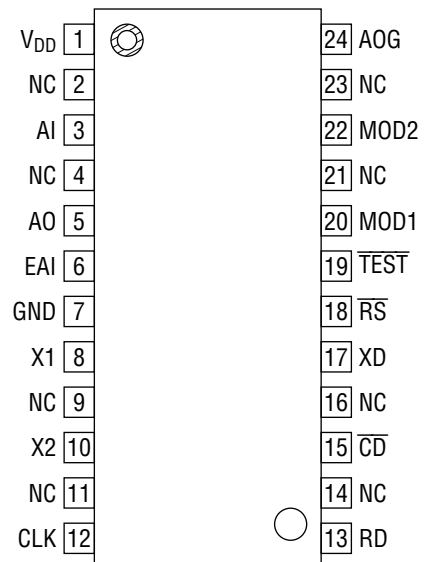 VDD 1 24 AOG
NC 2 23 NC
AI 3 22 MOD2
NC 4 21 NC
AO 5 20 MOD1
EAI 6 19 TEST
GND 7 18 RS
X1 8 17 XD
NC 9 16 NC
X2 10 15 CD
NC 11 14 NC
CLK 12 13 RD